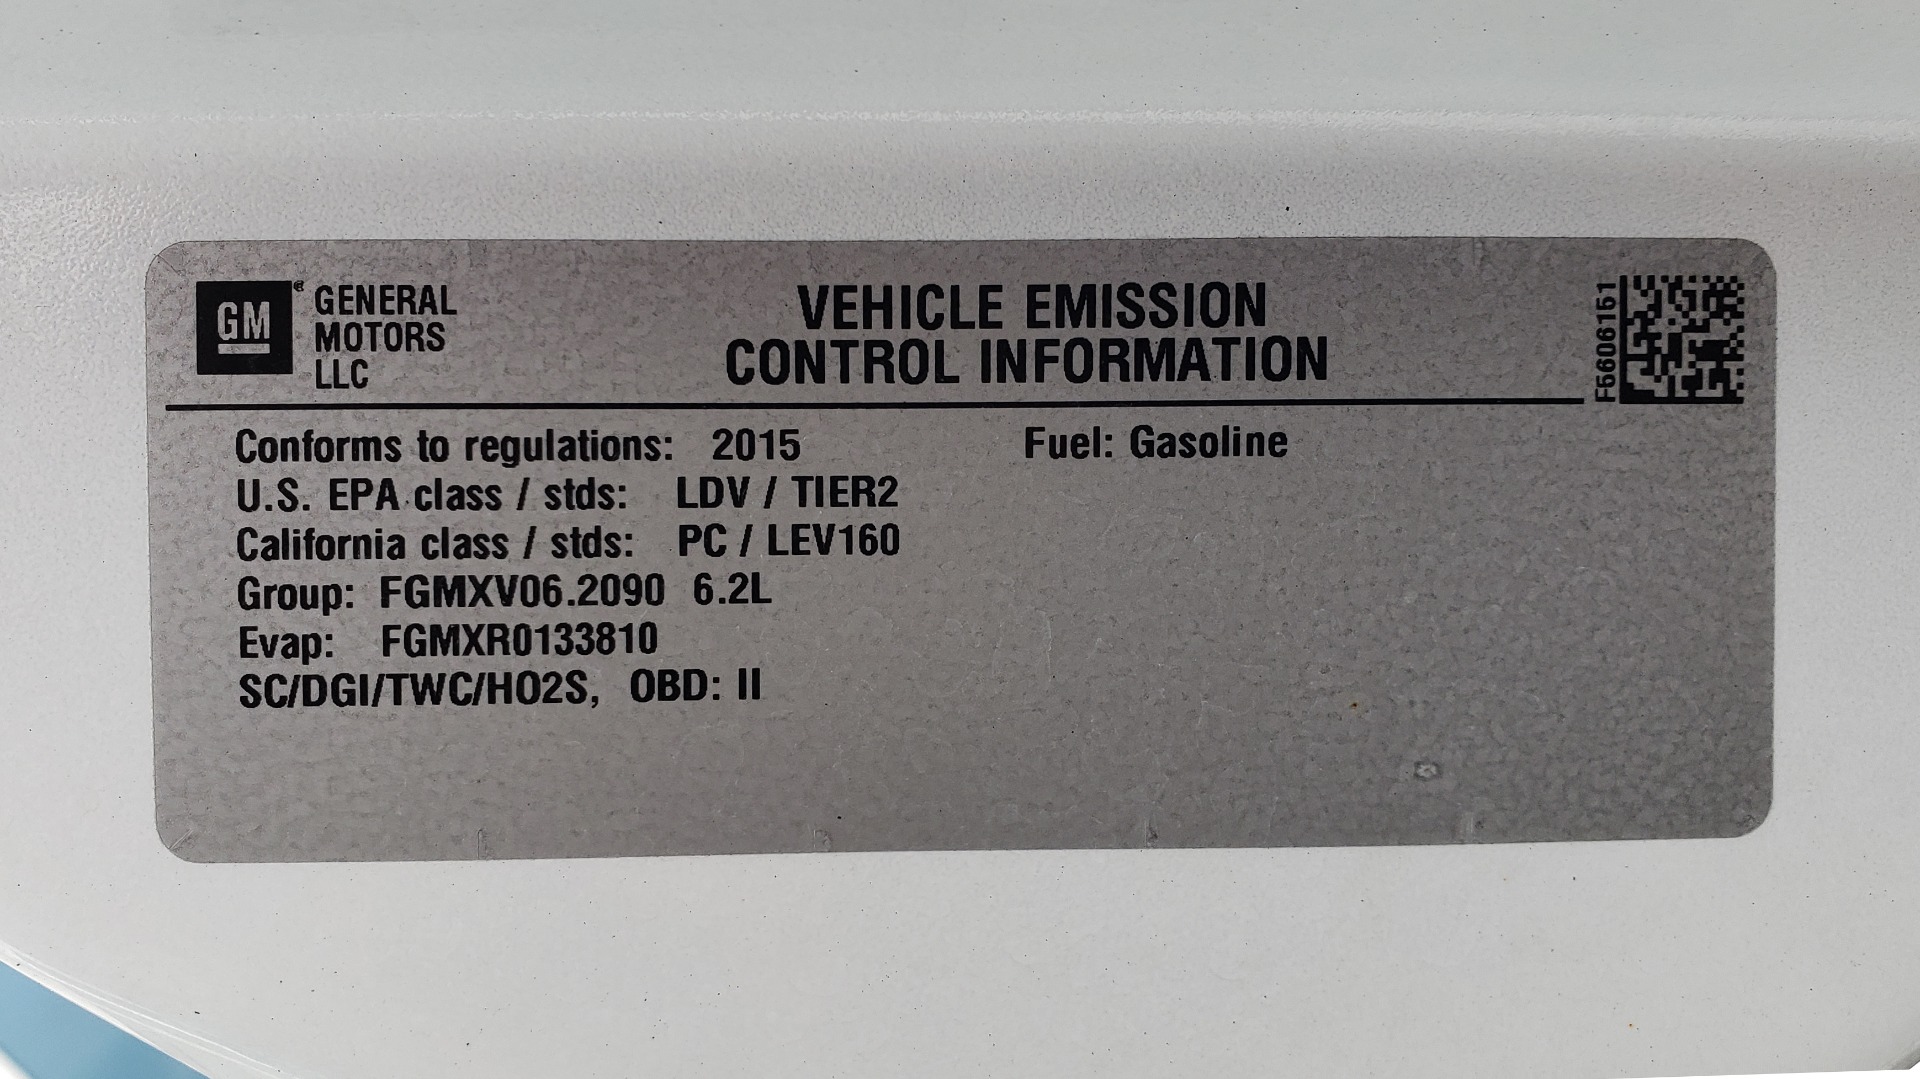 GM® GENERAL
MOTORS
LLC
VEHICLE EMISSION
CONTROL INFORMATION
F5606151
Conforms to regulations: 2015 Fuel: Gasoline
U.S. EPA class / stds: LDV / TIER2
California class / stds: PC / LEV160
Group: FGMXV06.2090 6.2L
Evap: FGMXR0133810
SC/DGI/TWC/HO2S, OBD: II